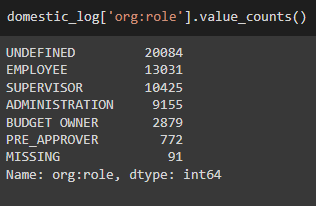 domestic_log['org:role'].value_counts()
UNDEFINED 20084
EMPLOYEE 13031
SUPERVISOR 10425
ADMINISTRATION 9155
BUDGET OWNER 2879
PRE_APPROVER 772
MISSING 91
Name: org:role, dtype: int64